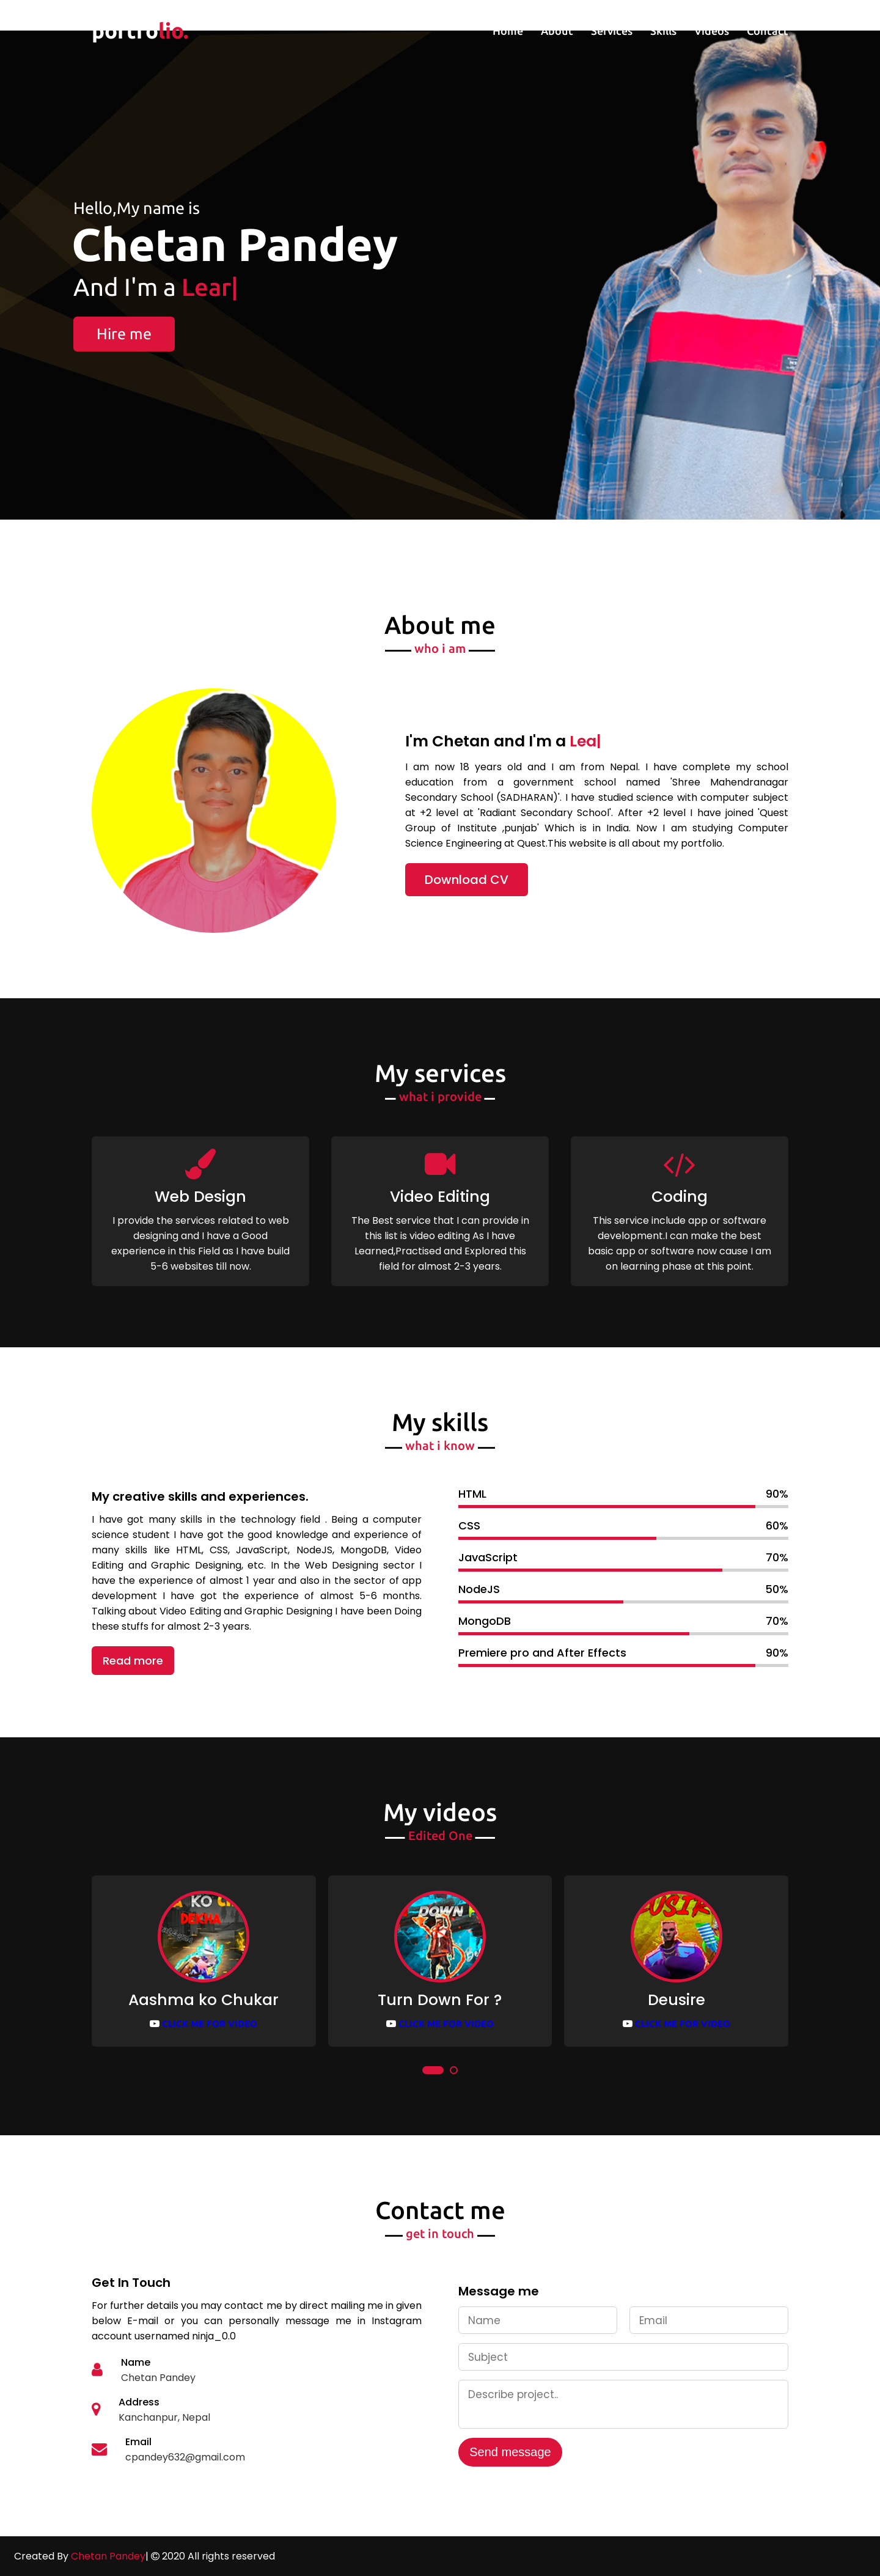 portrolio.
Home About Services Skills Videos Contact
Hello,My name is
Chetan Pandey
And I'm a Lear|
Hire me
About me
who i am
I'm Chetan and I'm a Lea|
I am now 18 years old and I am from Nepal. I have complete my school
education from a government school named 'Shree Mahendranagar
Secondary School (SADHARAN)'. I have studied science with computer subject
at +2 level at 'Radiant Secondary School'. After +2 level I have joined 'Quest
Group of Institute ,punjab' Which is in India. Now I am studying Computer
Science Engineering at Quest.This website is all about my portfolio.
Download CV
My services
what i provide
Web Design
I provide the services related to web
designing and I have a Good
experience in this Field as I have build
5-6 websites till now.
Video Editing
The Best service that I can provide in
this list is video editing As I have
Learned,Practised and Explored this
field for almost 2-3 years.
Coding
This service include app or software
development.I can make the best
basic app or software now cause I am
on learning phase at this point.
My skills
what i know
My creative skills and experiences.
I have got many skills in the technology field . Being a computer
science student I have got the good knowledge and experience of
many skills like HTML, CSS, JavaScript, NodeJS, MongoDB, Video
Editing and Graphic Designing, etc. In the Web Designing sector I
have the experience of almost 1 year and also in the sector of app
development I have got the experience of almost 5-6 months.
Talking about Video Editing and Graphic Designing I have been Doing
these stuffs for almost 2-3 years.
Read more
HTML 90%
CSS 60%
JavaScript 70%
NodeJS 50%
MongoDB 70%
Premiere pro and After Effects 90%
My videos
Edited One
KO
DEKHA
Aashma ko Chukar
CLICK ME FOR VIDEO
DOWN
Turn Down For ?
CLICK ME FOR VIDEO
Deusire
CLICK ME FOR VIDEO
Contact me
get in touch
Get In Touch
For further details you may contact me by direct mailing me in given
below E-mail or you can personally message me in Instagram
account usernamed ninja_0.0
Name
Chetan Pandey
Address
Kanchanpur, Nepal
Email
cpandey632@gmail.com
Message me
Name Email
Subject
Describe project..
Send message
Created By Chetan Pandey| © 2020 All rights reserved